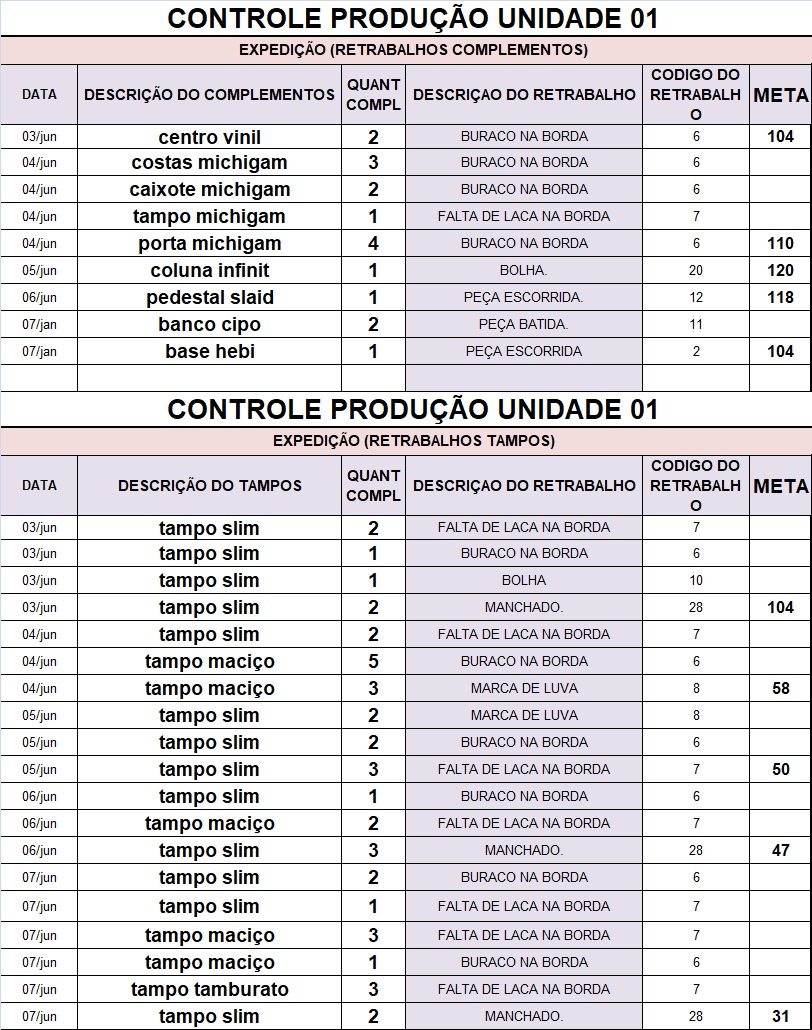 CONTROLE PRODUÇÃO UNIDADE 01
EXPEDIÇÃO (RETRABALHOS COMPLEMENTOS)
DATA DESCRIÇÃO DO COMPLEMENTOS QUANT COMPL DESCRIÇAO DO RETRABALHO CODIGO DO RETRABALHO META
03/jun centro vinil 2 BURACO NA BORDA 6 104
04/jun costas michigam 3 BURACO NA BORDA 6
04/jun caixote michigam 2 BURACO NA BORDA 6
04/jun tampo michigam 1 FALTA DE LACA NA BORDA 7
04/jun porta michigam 4 BURACO NA BORDA 6 110
05/jun coluna infinit 1 BOLHA. 20 120
06/jun pedestal slaid 1 PEÇA ESCORRIDA. 12 118
07/jan banco cipo 2 PEÇA BATIDA. 11
07/jan base hebi 1 PEÇA ESCORRIDA 2 104
CONTROLE PRODUÇÃO UNIDADE 01
EXPEDIÇÃO (RETRABALHOS TAMPOS)
DATA DESCRIÇÃO DO TAMPOS QUANT COMPL DESCRIÇAO DO RETRABALHO CODIGO DO RETRABALHO META
03/jun tampo slim 2 FALTA DE LACA NA BORDA 7
03/jun tampo slim 1 BURACO NA BORDA 6
03/jun tampo slim 1 BOLHA 10
03/jun tampo slim 2 MANCHADO. 28 104
04/jun tampo slim 2 FALTA DE LACA NA BORDA 7
04/jun tampo maciço 5 BURACO NA BORDA 6
04/jun tampo maciço 3 MARCA DE LUVA 8 58
05/jun tampo slim 2 MARCA DE LUVA 8
05/jun tampo slim 2 BURACO NA BORDA 6
05/jun tampo slim 3 FALTA DE LACA NA BORDA 7 50
06/jun tampo slim 1 BURACO NA BORDA 6
06/jun tampo maciço 2 FALTA DE LACA NA BORDA 7
06/jun tampo slim 3 MANCHADO. 28 47
07/jun tampo slim 2 BURACO NA BORDA 6
07/jun tampo slim 1 FALTA DE LACA NA BORDA 7
07/jun tampo maciço 3 FALTA DE LACA NA BORDA 7
07/jun tampo maciço 1 BURACO NA BORDA 6
07/jun tampo tamburato 3 FALTA DE LACA NA BORDA 7
07/jun tampo slim 2 MANCHADO. 28 31